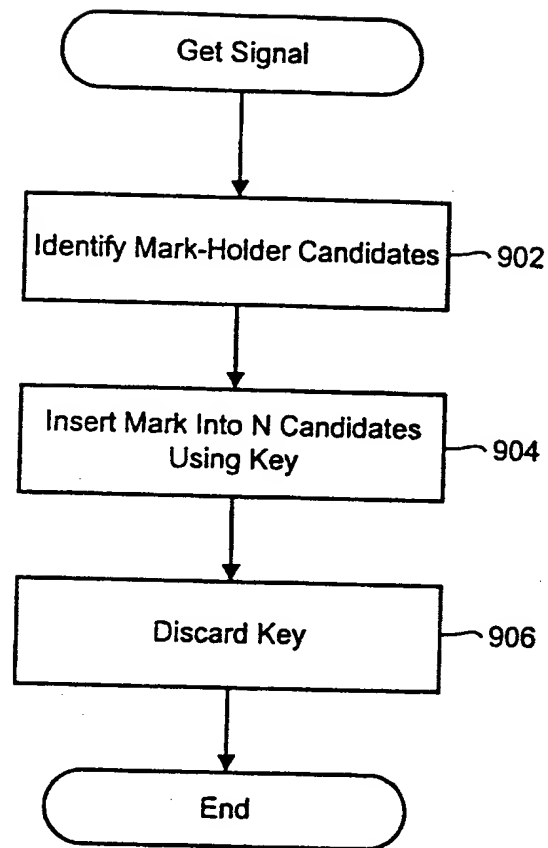 Get Signal
Identify Mark-Holder Candidates
902
Insert Mark Into N Candidates
Using Key
904
Discard Key
906
End